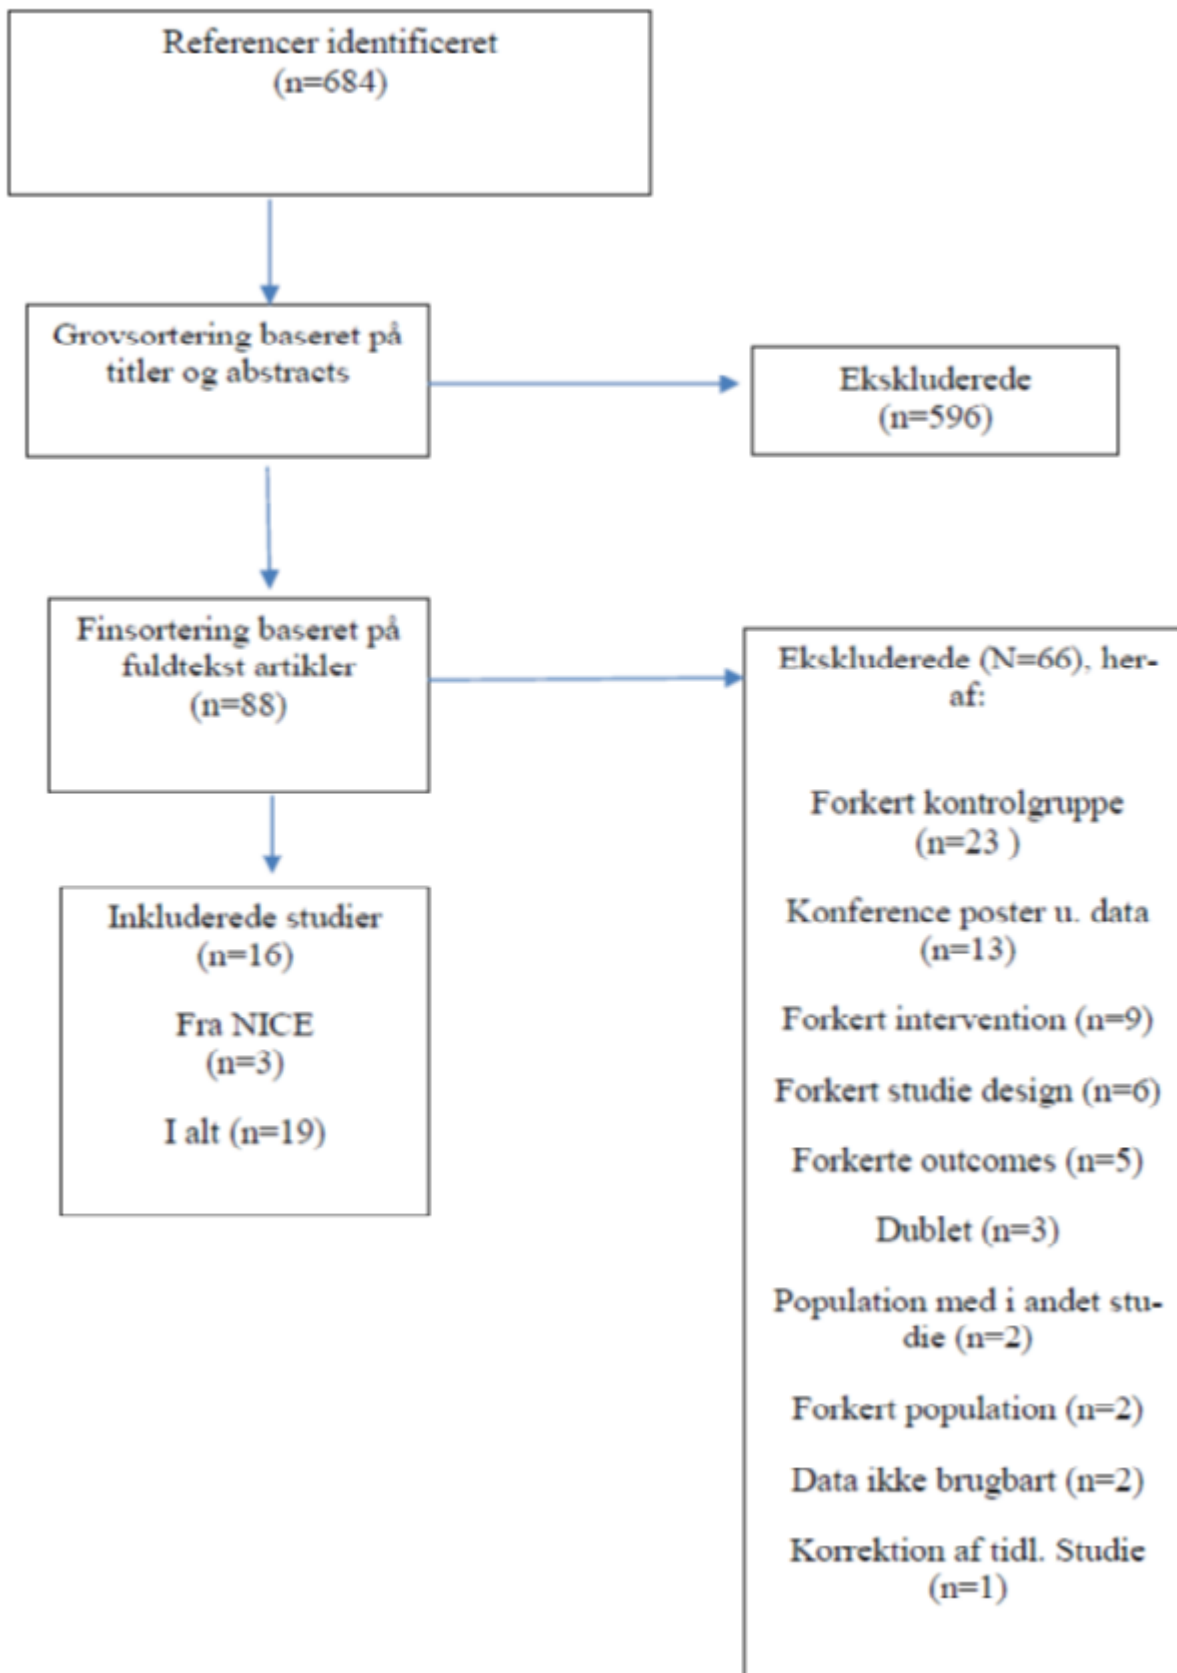 Referencer identificeret
(n=684)
Grovsortering baseret på
titler og abstracts
Ekskluderede
(n=596)
Finsortering baseret på
fuldtekst artikler
(n=88)
Ekskluderede (N=66), her-
af:
Forkert kontrolgruppe
(n=23 )
Konference poster u. data
(n=13)
Forkert intervention (n=9)
Forkert studie design (n=6)
Forkerte outcomes (n=5)
Dublet (n=3)
Population med i andet stu-
die (n=2)
Forkert population (n=2)
Data ikke brugbart (n=2)
Korrektion af tidl. Studie
(n=1)
Inkluderede studier
(n=16)
Fra NICE
(n=3)
I alt (n=19)